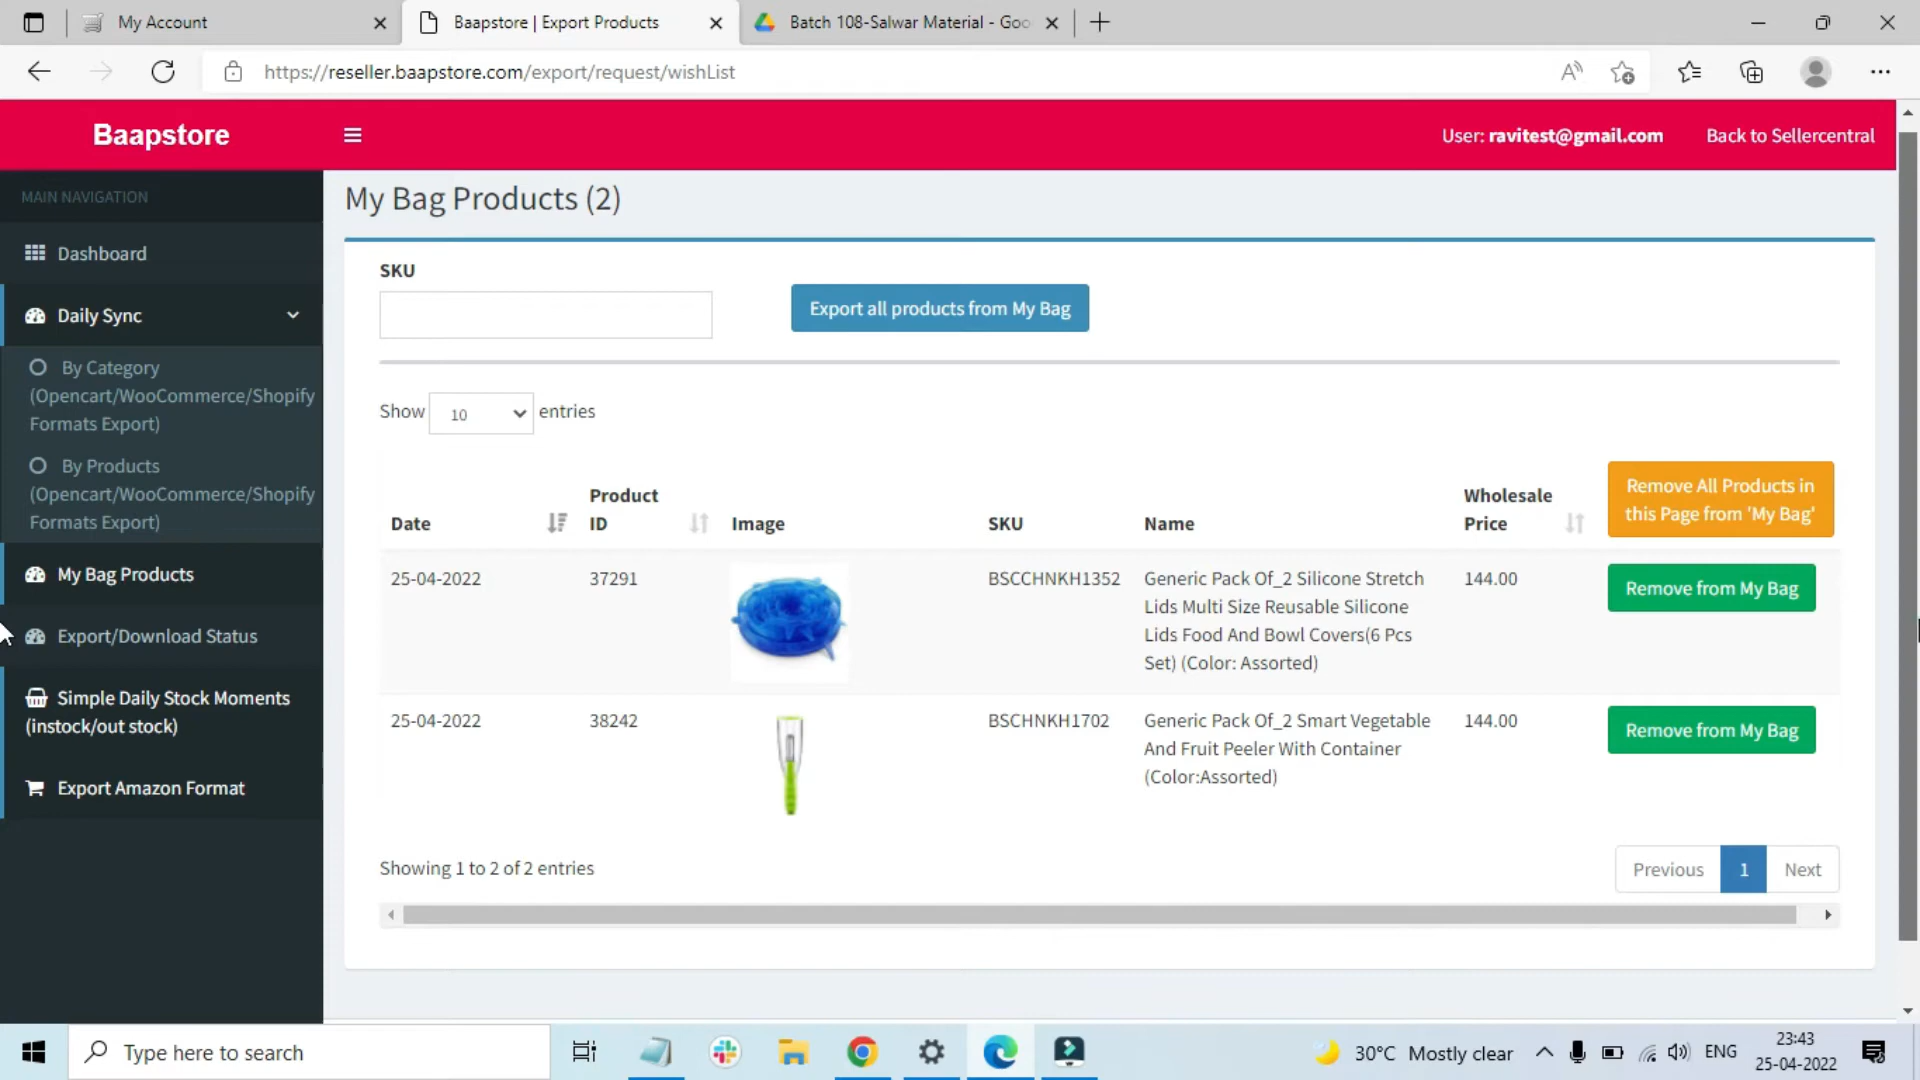 My Account
Baapstore | Export Products
Batch 108-Salwar Material - Goo
https://reseller.baapstore.com/export/request/wishList
Baapstore
User: ravitest@gmail.com
Back to Sellercentral
MAIN NAVIGATION
Dashboard
Daily Sync
By Category
(Opencart/WooCommerce/Shopify
Formats Export)
By Products
(Opencart/WooCommerce/Shopify
Formats Export)
My Bag Products
Export/Download Status
Simple Daily Stock Moments
(instock/out stock)
Export Amazon Format
My Bag Products (2)
SKU
Export all products from My Bag
Show 10 entries
Date
Product
ID
Image
SKU
Name
Wholesale
Price
Remove All Products in
this Page from 'My Bag'
25-04-2022
37291
BSCCHNKH1352
Generic Pack Of_2 Silicone Stretch
Lids Multi Size Reusable Silicone
Lids Food And Bowl Covers(6 Pcs
Set) (Color: Assorted)
144.00
Remove from My Bag
25-04-2022
38242
BSCHNKH1702
Generic Pack Of_2 Smart Vegetable
And Fruit Peeler With Container
(Color:Assorted)
144.00
Remove from My Bag
Showing 1 to 2 of 2 entries
Previous
1
Next
Type here to search
30°C Mostly clear
ENG
23:43
25-04-2022